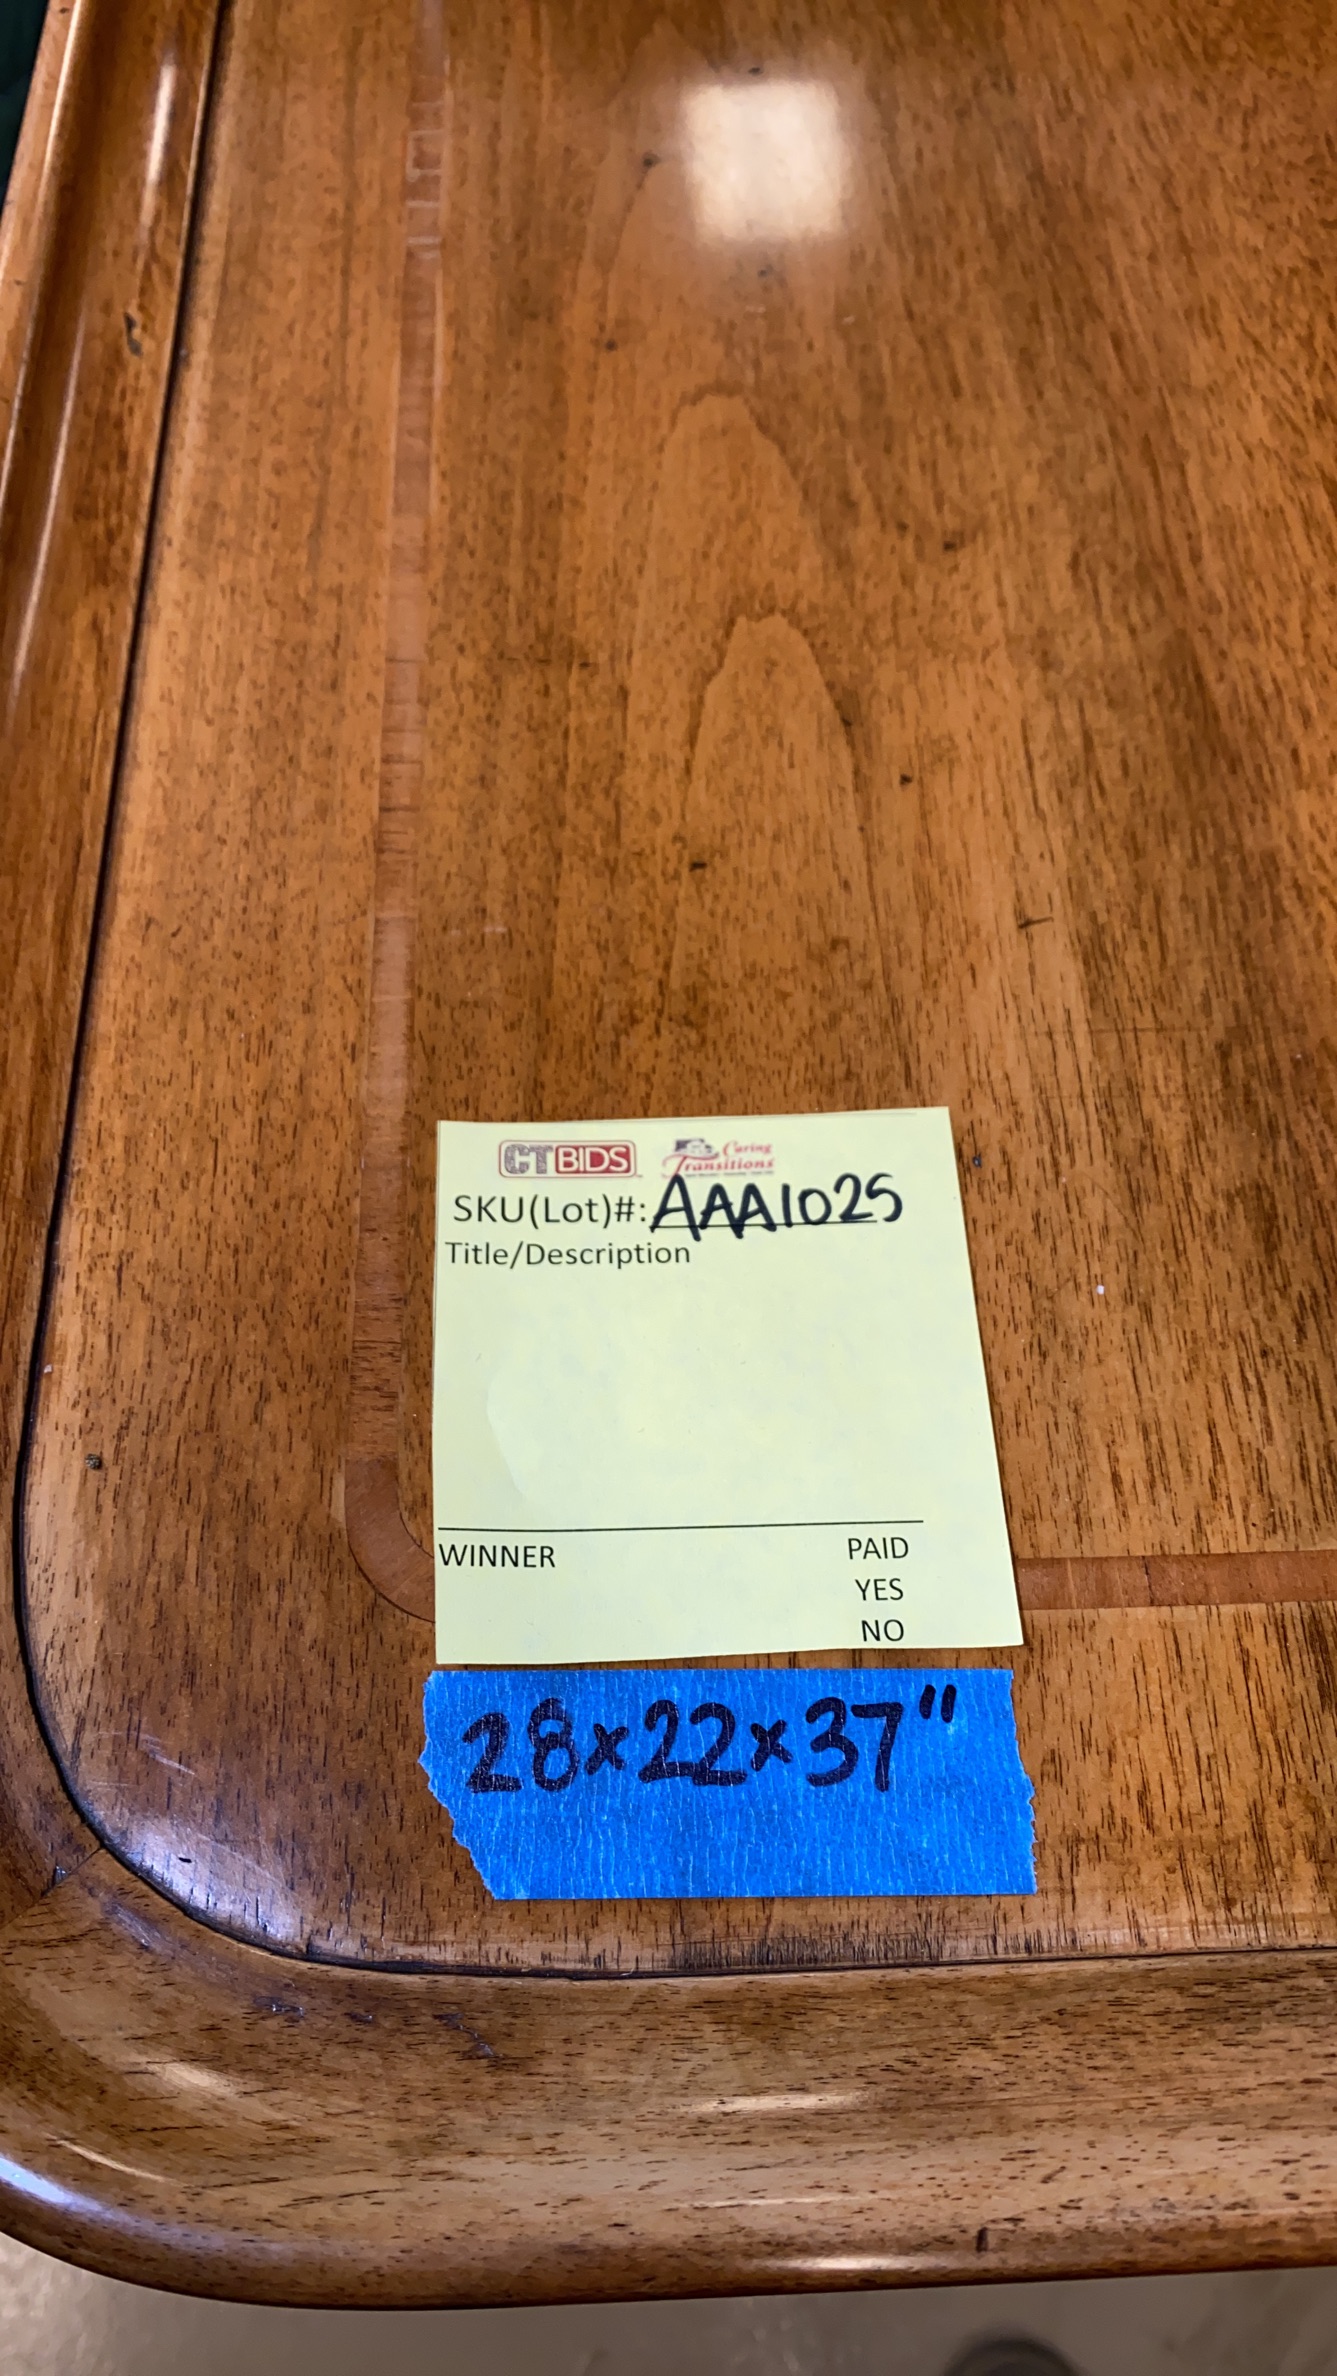 CTBIDS Caring Transitions
SKU(Lot)#: AAA1025
Title/Description
WINNER PAID
YES
NO
28x22x37"